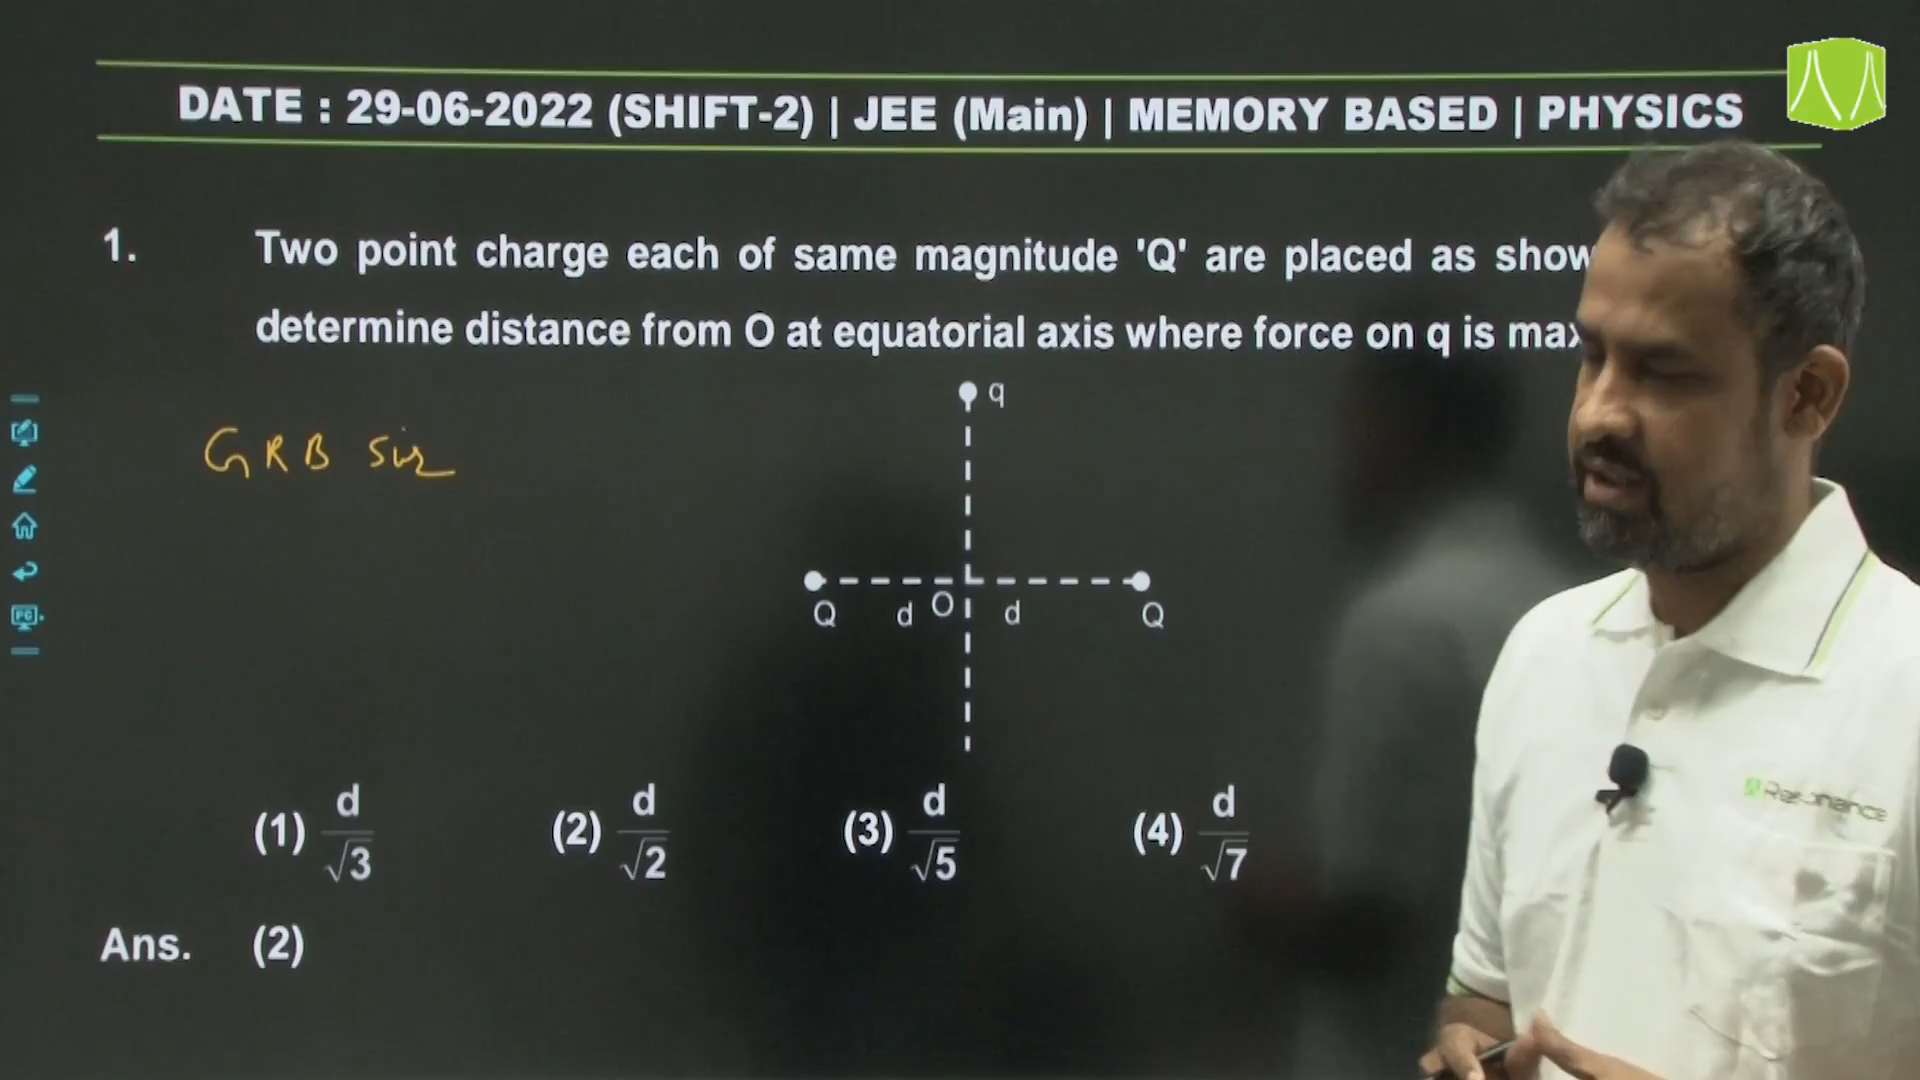 DATE : 29-06-2022 (SHIFT-2) | JEE (Main) | MEMORY BASED | PHYSICS
1. Two point charge each of same magnitude 'Q' are placed as
determine distance from O at equatorial axis where force on q is
q
GRB Sir
Q d O d Q
(1) d/√3 (2) d/√2 (3) d/√5 (4) d/√7
Resonance
Ans. (2)
PC